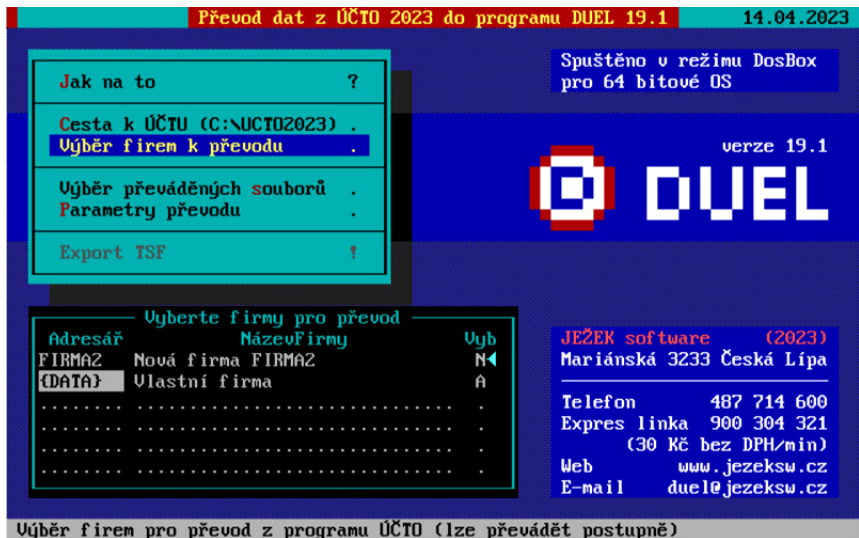 Převod dat z ÚČTO 2023 do programu DUEL 19.1 14.04.2023
Jak na to ?
Cesta k ÚČTU (C:\UCTO2023) .
Výběr firem k převodu .
Výběr převáděných souborů .
Parametry převodu .
Export TSF !
Spuštěno v režimu DosBox
pro 64 bitové OS
verze 19.1
DUEL
Vyberte firmy pro převod
Adresář NázevFirmy Vyb
FIRMA2 Nová firma FIRMA2 N
{DATA} Vlastní firma A
JEŽEK software (2023)
Mariánská 3233 Česká Lípa
Telefon 487 714 600
Expres linka 900 304 321
(30 Kč bez DPH/min)
Web www.jezeksw.cz
E-mail duel@jezeksw.cz
Výběr firem pro převod z programu ÚČTO (lze převádět postupně)